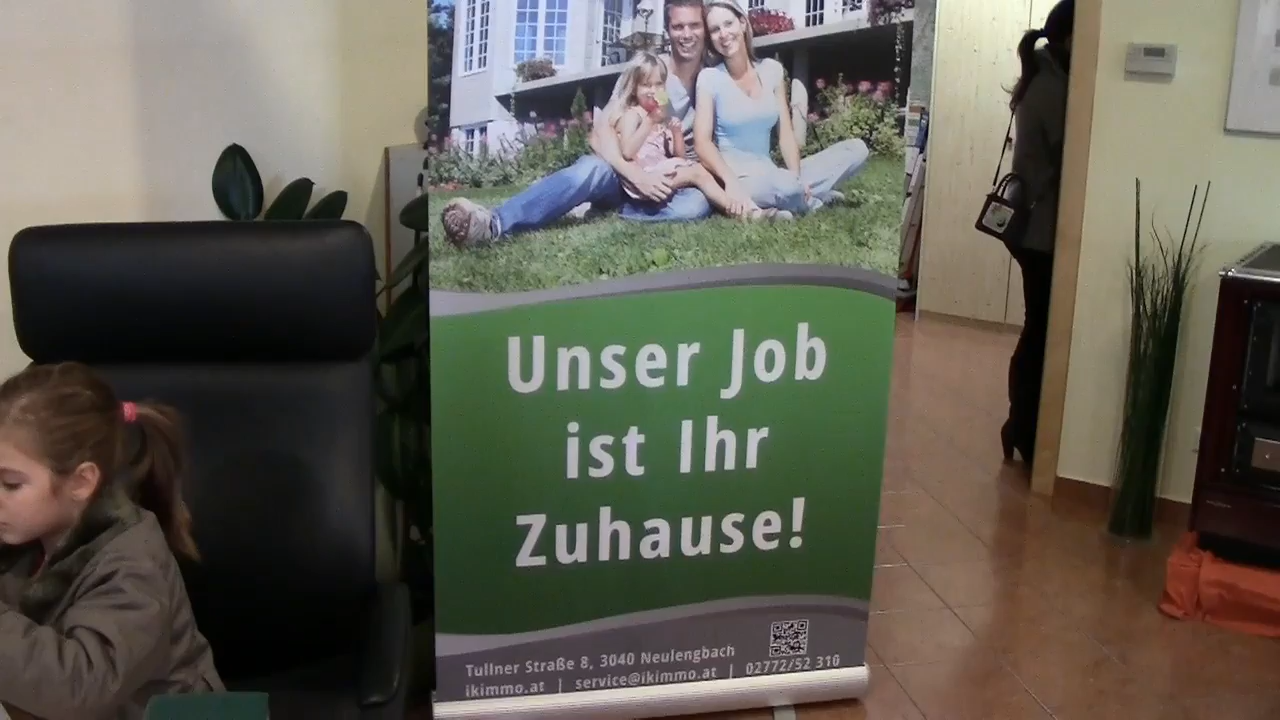 Unser Job
ist Ihr
Zuhause!
Tullner Straße 8, 3040 Neulengbach
ikimmo.at | service@ikimmo.at | 02772/52 310